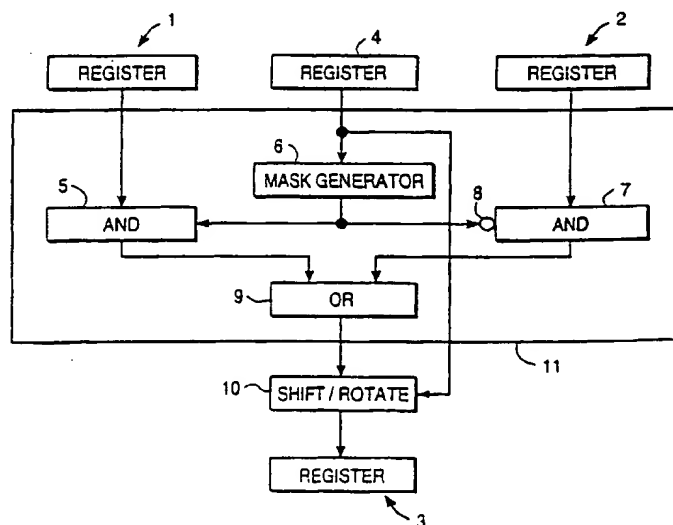 1
4
2
REGISTER
REGISTER
REGISTER
6
MASK GENERATOR
5
8
7
AND
AND
9
OR
11
10
SHIFT / ROTATE
REGISTER
3